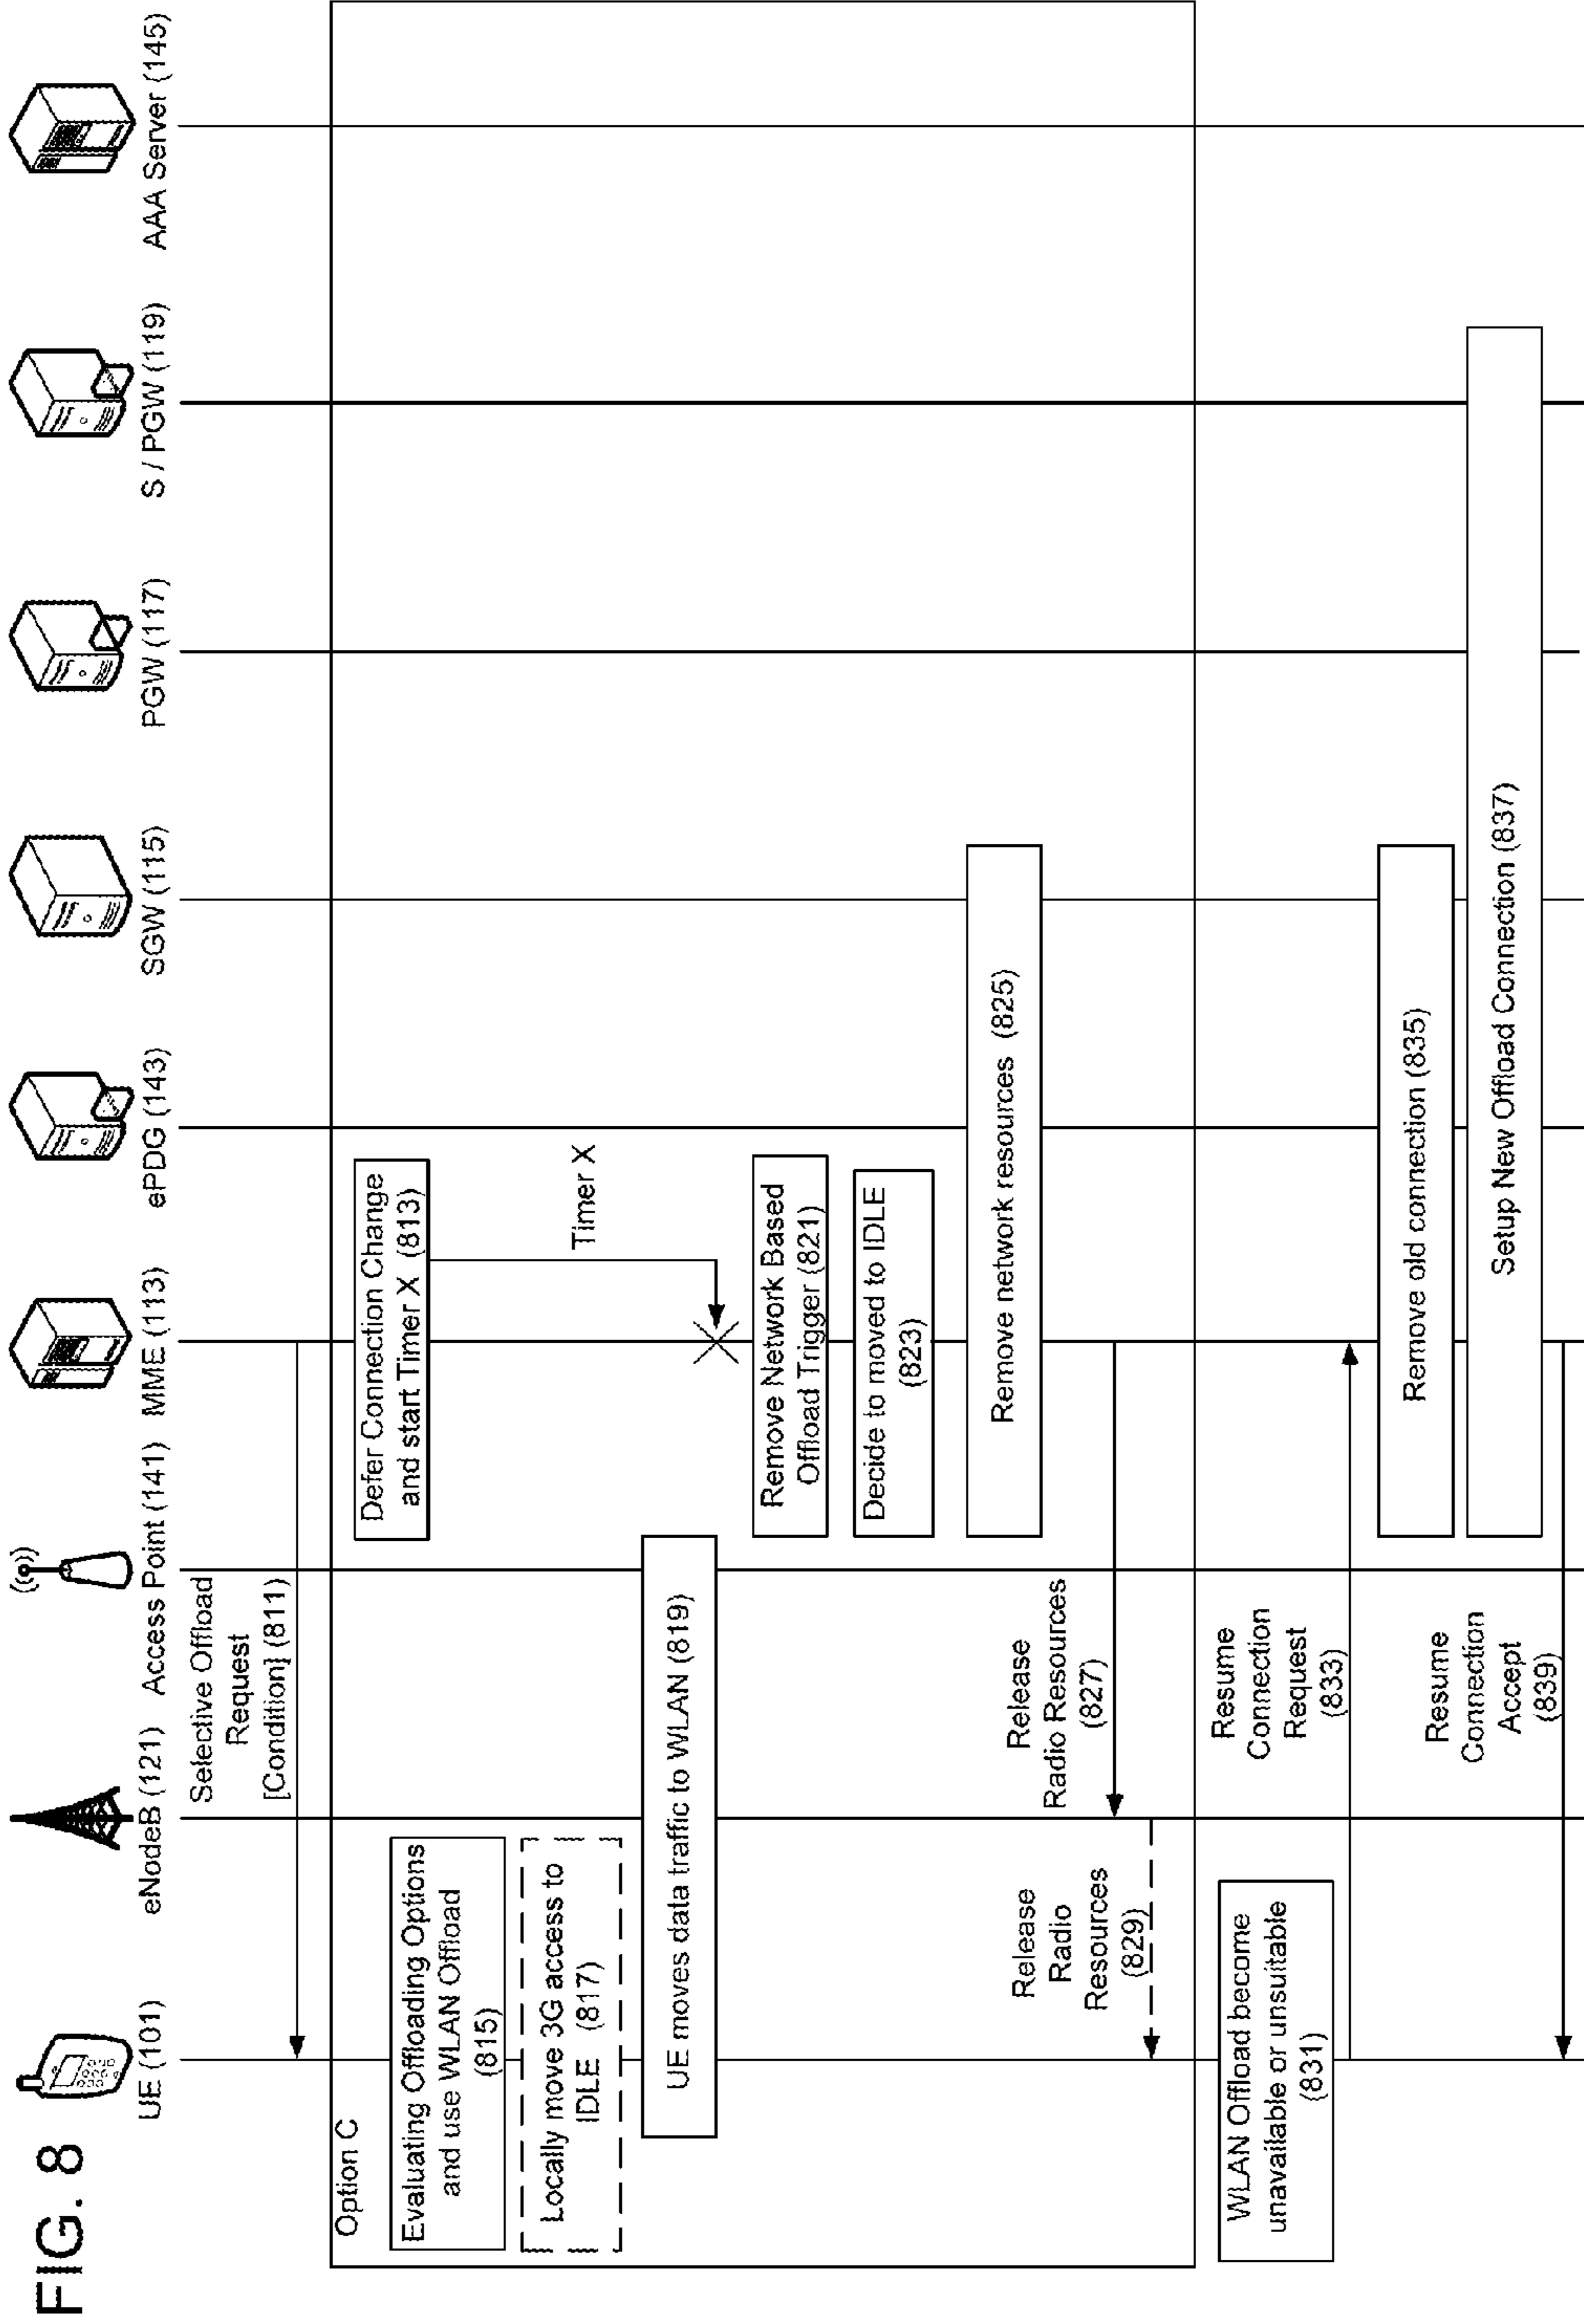 FIG. 8
UE (101)
eNodeB (121)
Access Point (141)
MME (113)
ePDG (143)
SGW (115)
PGW (117)
S / PGW (119)
AAA Server (145)
Selective Offload
Request
[Condition] (811)
Option C
Defer Connection Change
and start Timer X (813)
Evaluating Offloading Options
and use WLAN Offload
(815)
Locally move 3G access to
IDLE (817)
Timer X
UE moves data traffic to WLAN (819)
Remove Network Based
Offload Trigger (821)
Decide to moved to IDLE
(823)
Remove network resources (825)
Release
Radio Resources
(827)
Release
Radio
Resources
(829)
WLAN Offload become
unavailable or unsuitable
(831)
Resume
Connection
Request
(833)
Remove old connection (835)
Setup New Offload Connection (837)
Resume
Connection
Accept
(839)